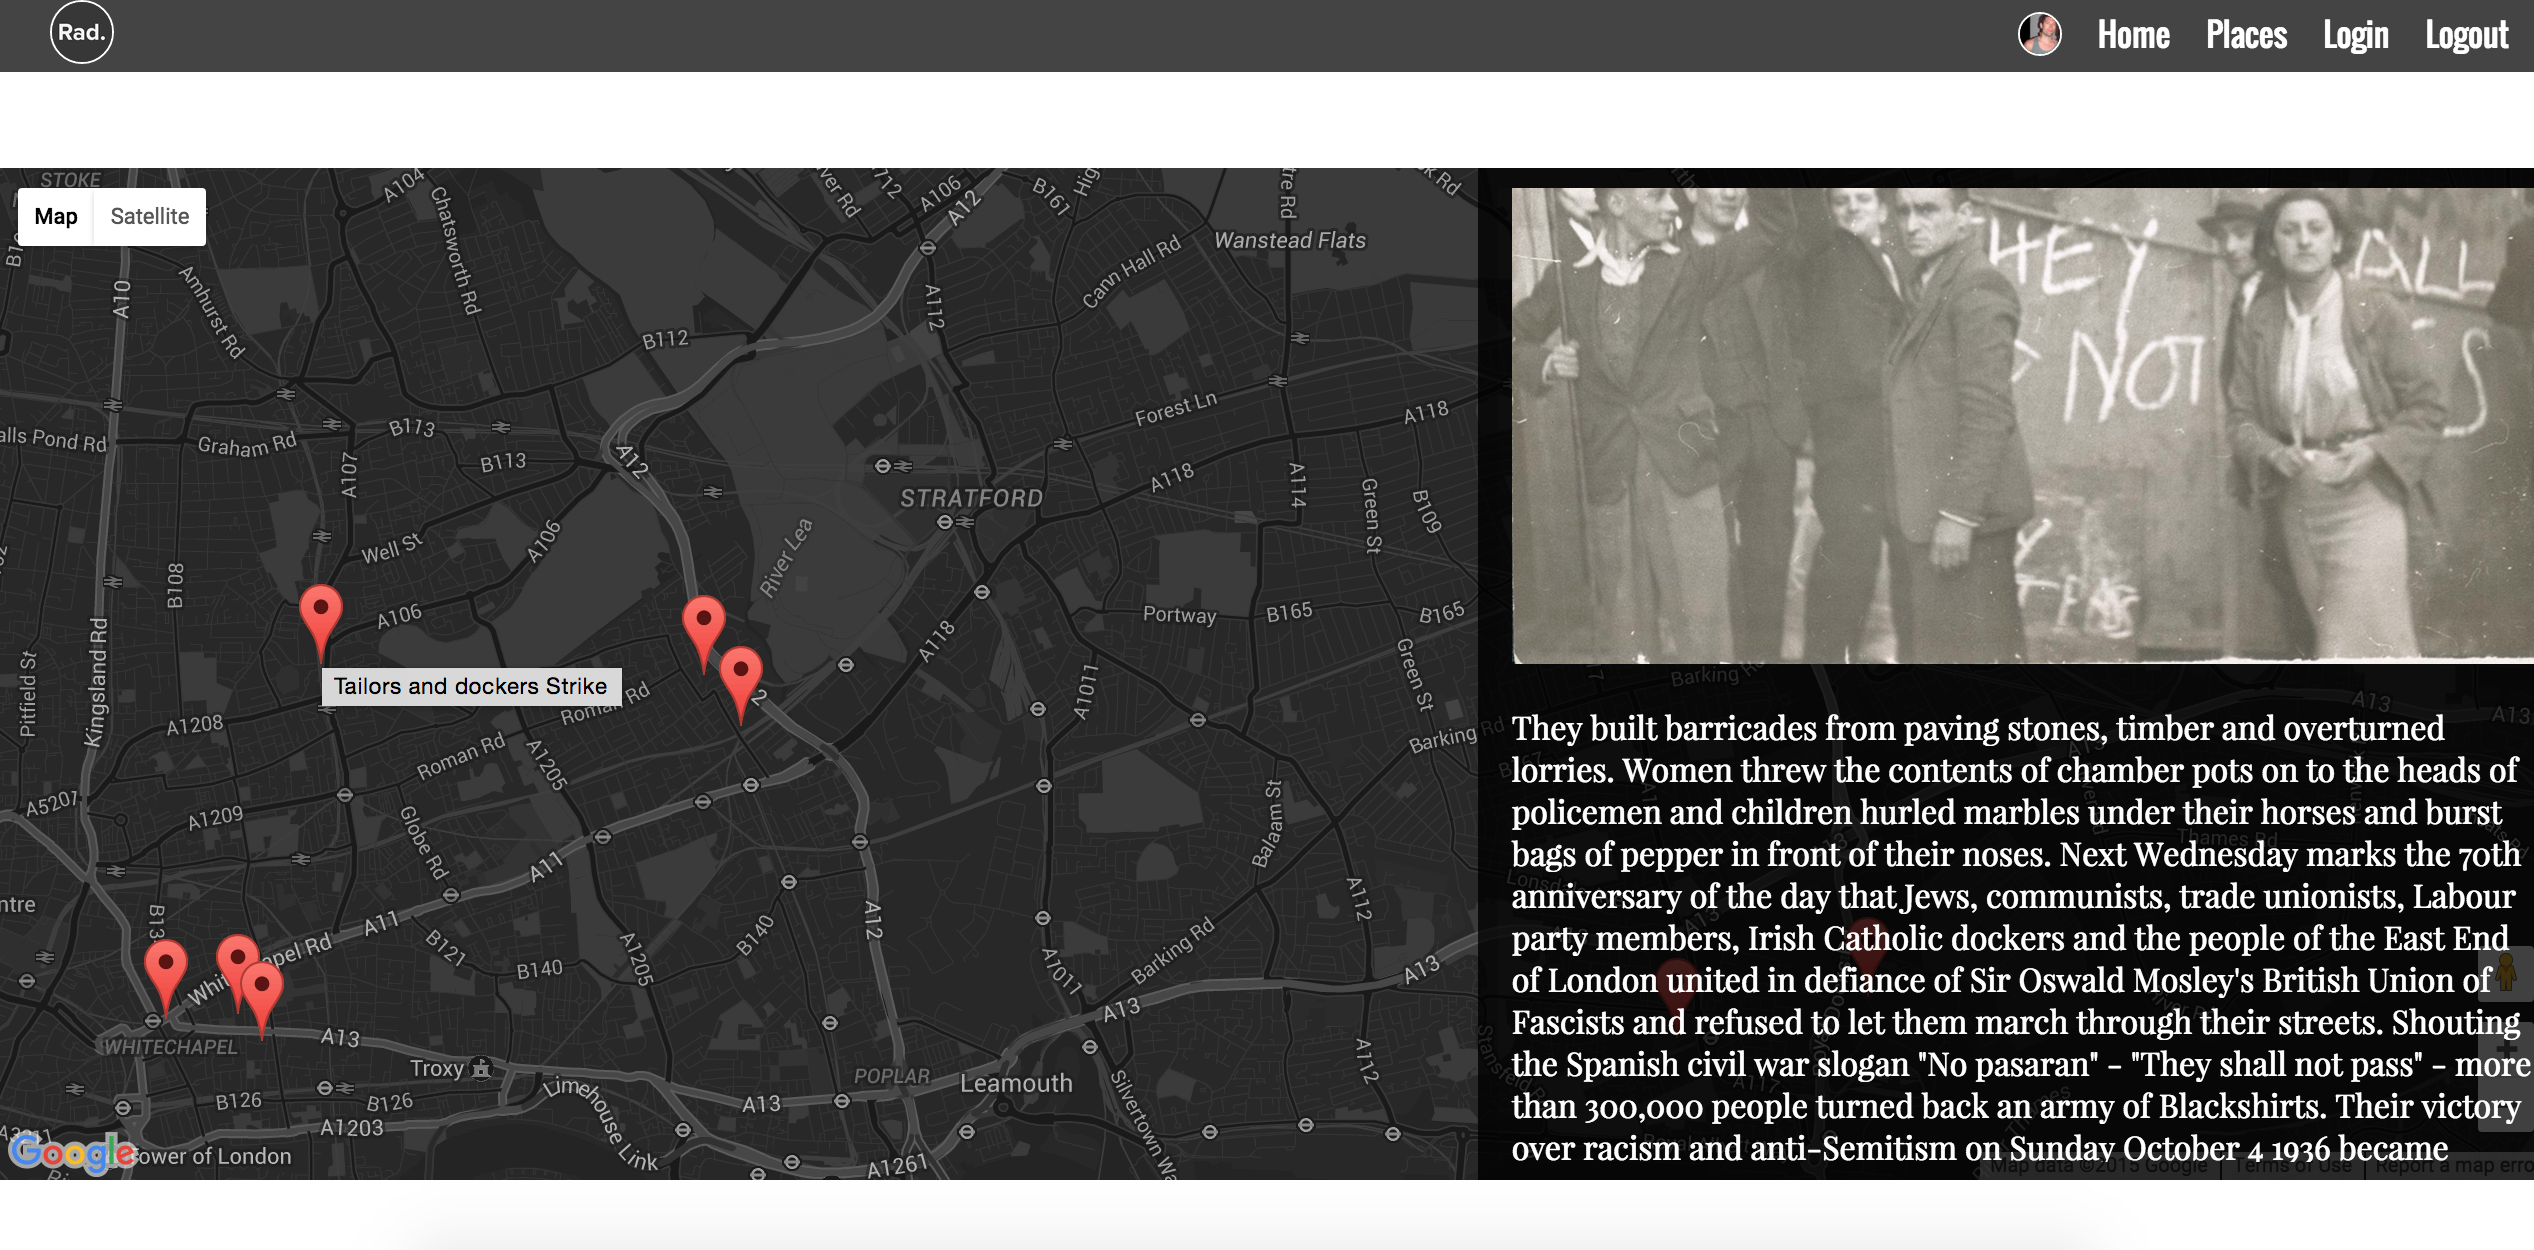 Rad.
Home Places Login Logout
Map Satellite
STOKE
A104
Chatsworth Rd
A106
A12
B161
Wanstead Flats
Cann Hall Rd
A10
Amhurst Rd
B112
A112
Forest Ln
A118
Graham Rd
B113
B113
A107
A12
STRATFORD
A118
A114
Green St
B109
Well St
A106
River Lea
B108
A106
Portway
B165
B165
A118
Green St
Pitfield St
Kingsland Rd
Tailors and dockers Strike
A1011
A1208
Roman Rd
A1205
Barking Rd
A5201
A1209
Globe Rd
Balaam St
A11
A12
A112
A11
B121
A1205
B140
B140
A1011
Barking Rd
A13
A13
WHITECHAPEL
A13
Troxy
POPLAR
Leamouth
A112
B126
B126
A13
Limehouse Link
A1203
A1261
Google
Tower of London
HEY
ALL
NOT
They built barricades from paving stones, timber and overturned
lorries. Women threw the contents of chamber pots on to the heads of
policemen and children hurled marbles under their horses and burst
bags of pepper in front of their noses. Next Wednesday marks the 70th
anniversary of the day that Jews, communists, trade unionists, Labour
party members, Irish Catholic dockers and the people of the East End
of London united in defiance of Sir Oswald Mosley's British Union of
Fascists and refused to let them march through their streets. Shouting
the Spanish civil war slogan "No pasaran" - "They shall not pass" - more
than 300,000 people turned back an army of Blackshirts. Their victory
over racism and anti-Semitism on Sunday October 4 1936 became
Map data ©2015 Google Terms of Use Report a map erro